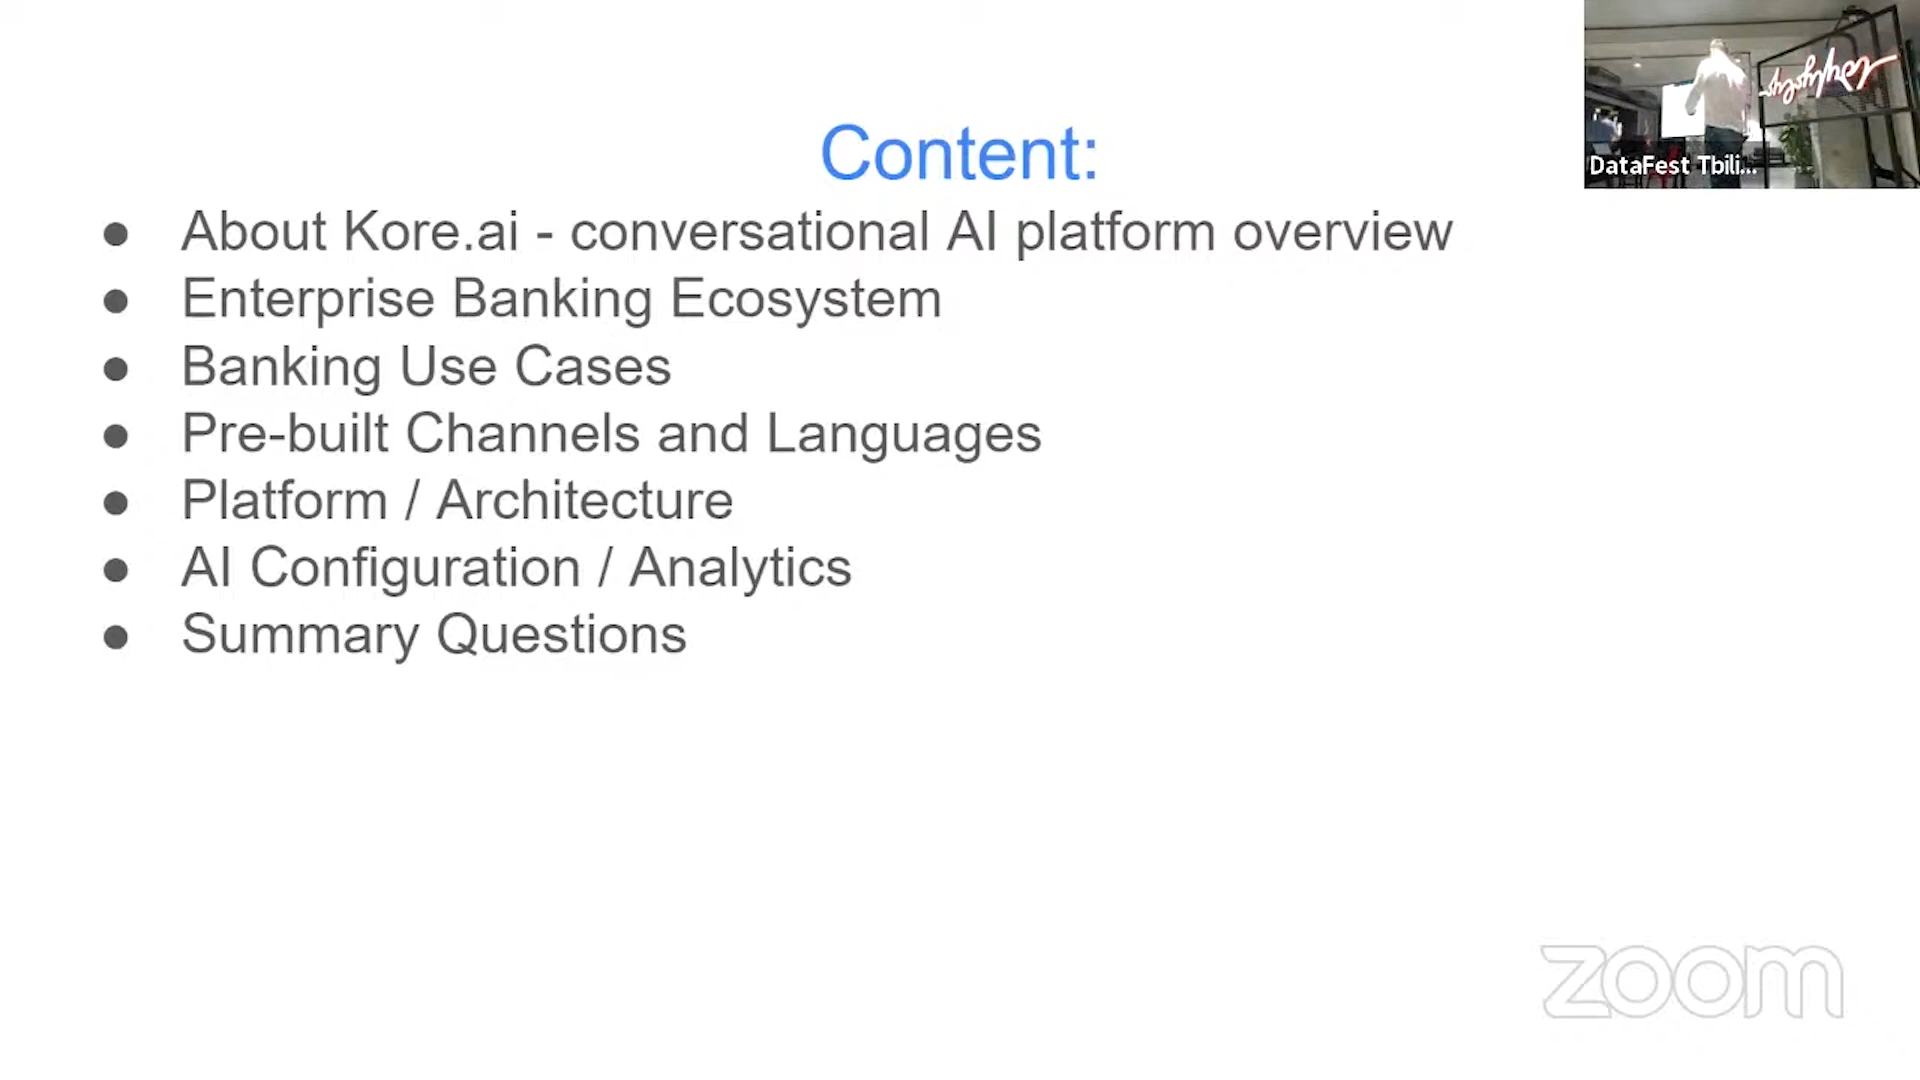 Content:
● About Kore.ai - conversational AI platform overview
● Enterprise Banking Ecosystem
● Banking Use Cases
● Pre-built Channels and Languages
● Platform / Architecture
● AI Configuration / Analytics
● Summary Questions
DataFest Tbili...
zoom